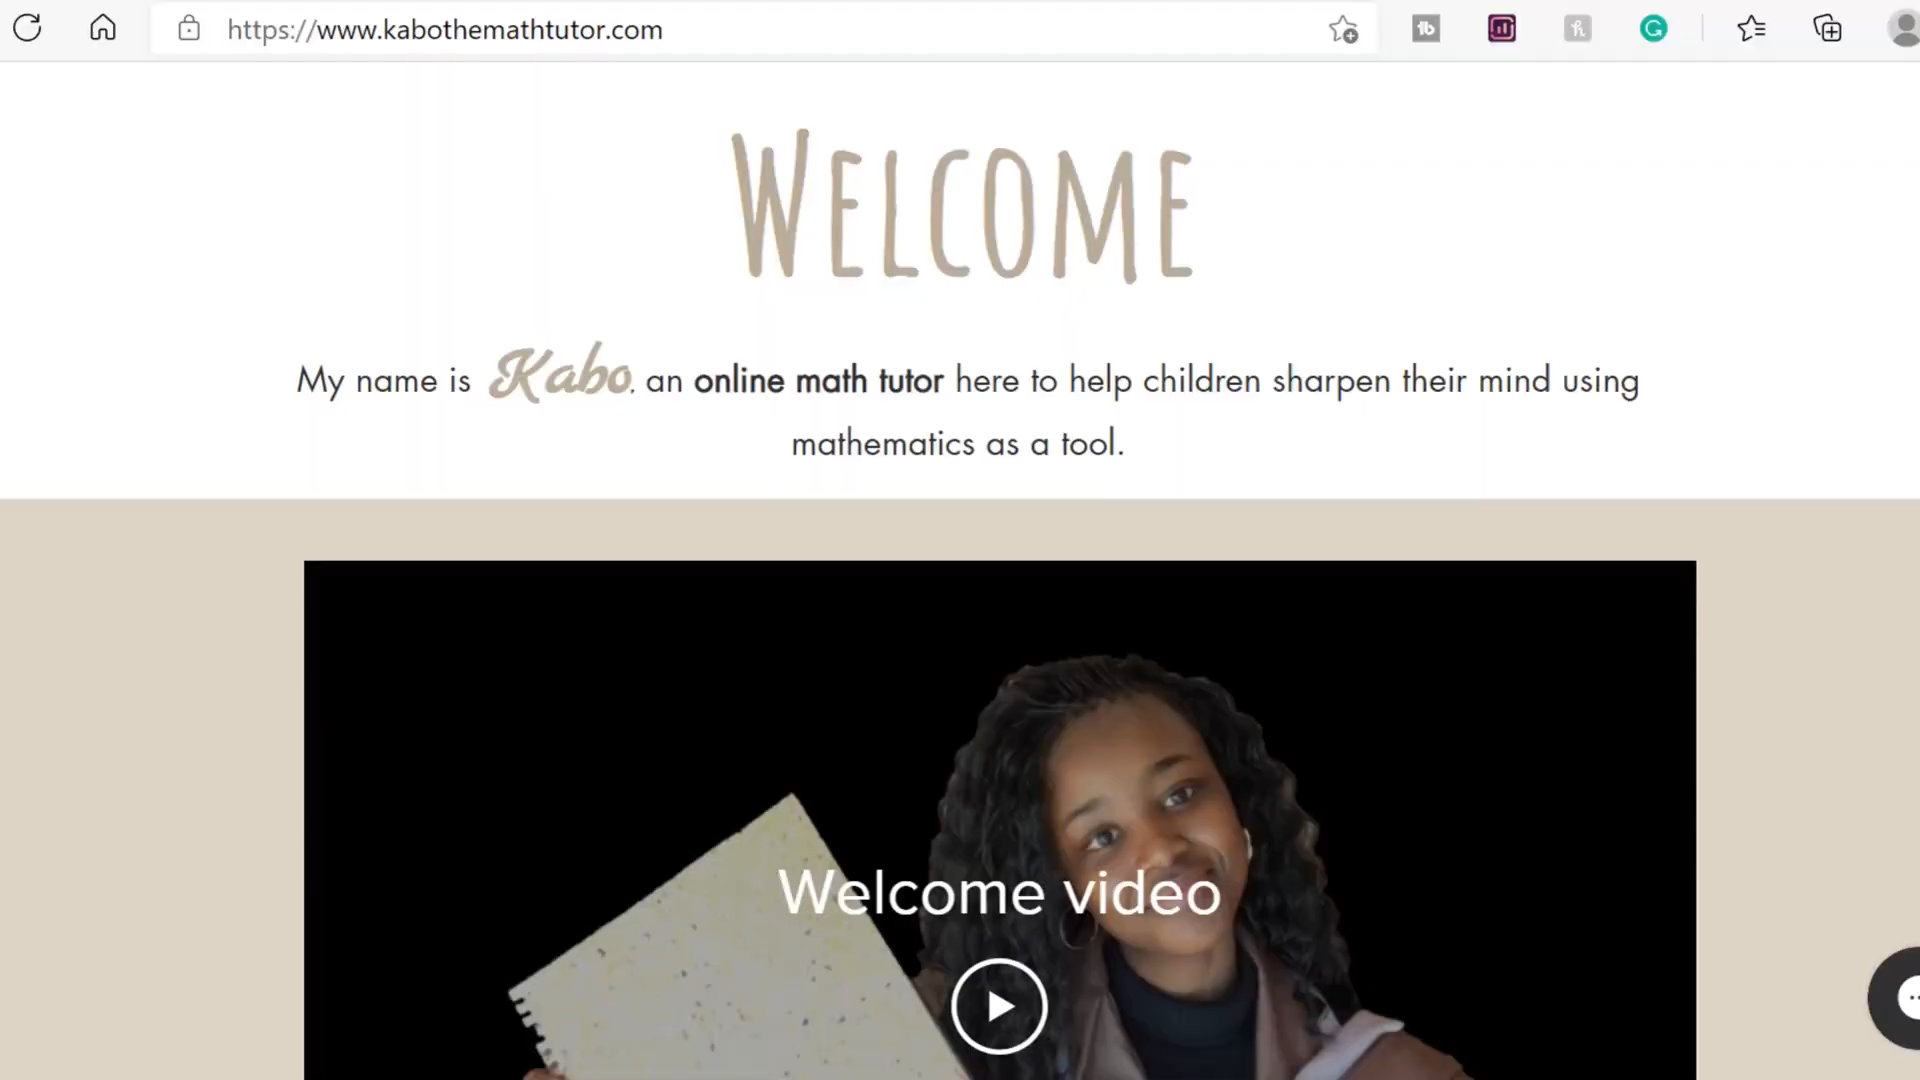 https://www.kabothemathtutor.com
WELCOME
My name is Kabo, an online math tutor here to help children sharpen their mind using
mathematics as a tool.
Welcome video